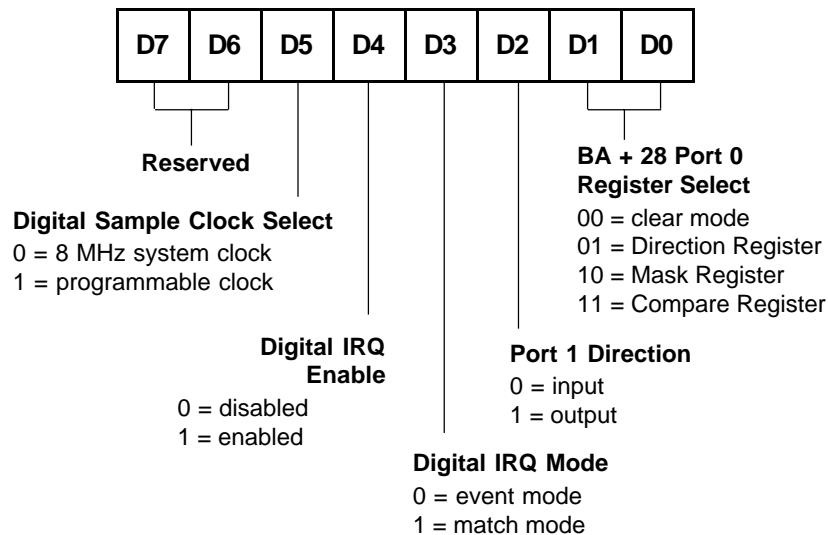 D7 D6 D5 D4 D3 D2 D1 D0
Reserved
BA + 28 Port 0
Register Select
00 = clear mode
01 = Direction Register
10 = Mask Register
11 = Compare Register
Digital Sample Clock Select
0 = 8 MHz system clock
1 = programmable clock
Digital IRQ
Enable
0 = disabled
1 = enabled
Port 1 Direction
0 = input
1 = output
Digital IRQ Mode
0 = event mode
1 = match mode